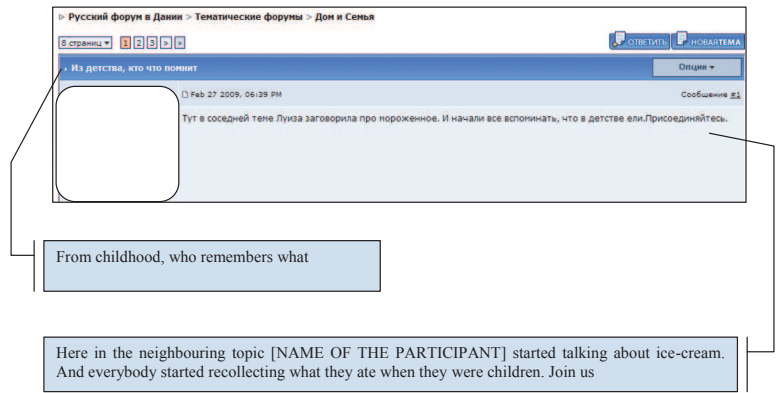 Русский форум в Дании > Тематические форумы > Дом и Семья
8 страниц 1 2 3 > »
ОТВЕТИТЬ НОВАЯТЕМА
Из детства, кто что помнит Опции
Feb 27 2009, 06:39 PM Сообщение #1
Тут в соседней теме Луиза заговорила про мороженное. И начали все вспоминать, что в детстве ели.Присоединяйтесь.
From childhood, who remembers what
Here in the neighbouring topic [NAME OF THE PARTICIPANT] started talking about ice-cream.
And everybody started recollecting what they ate when they were children. Join us